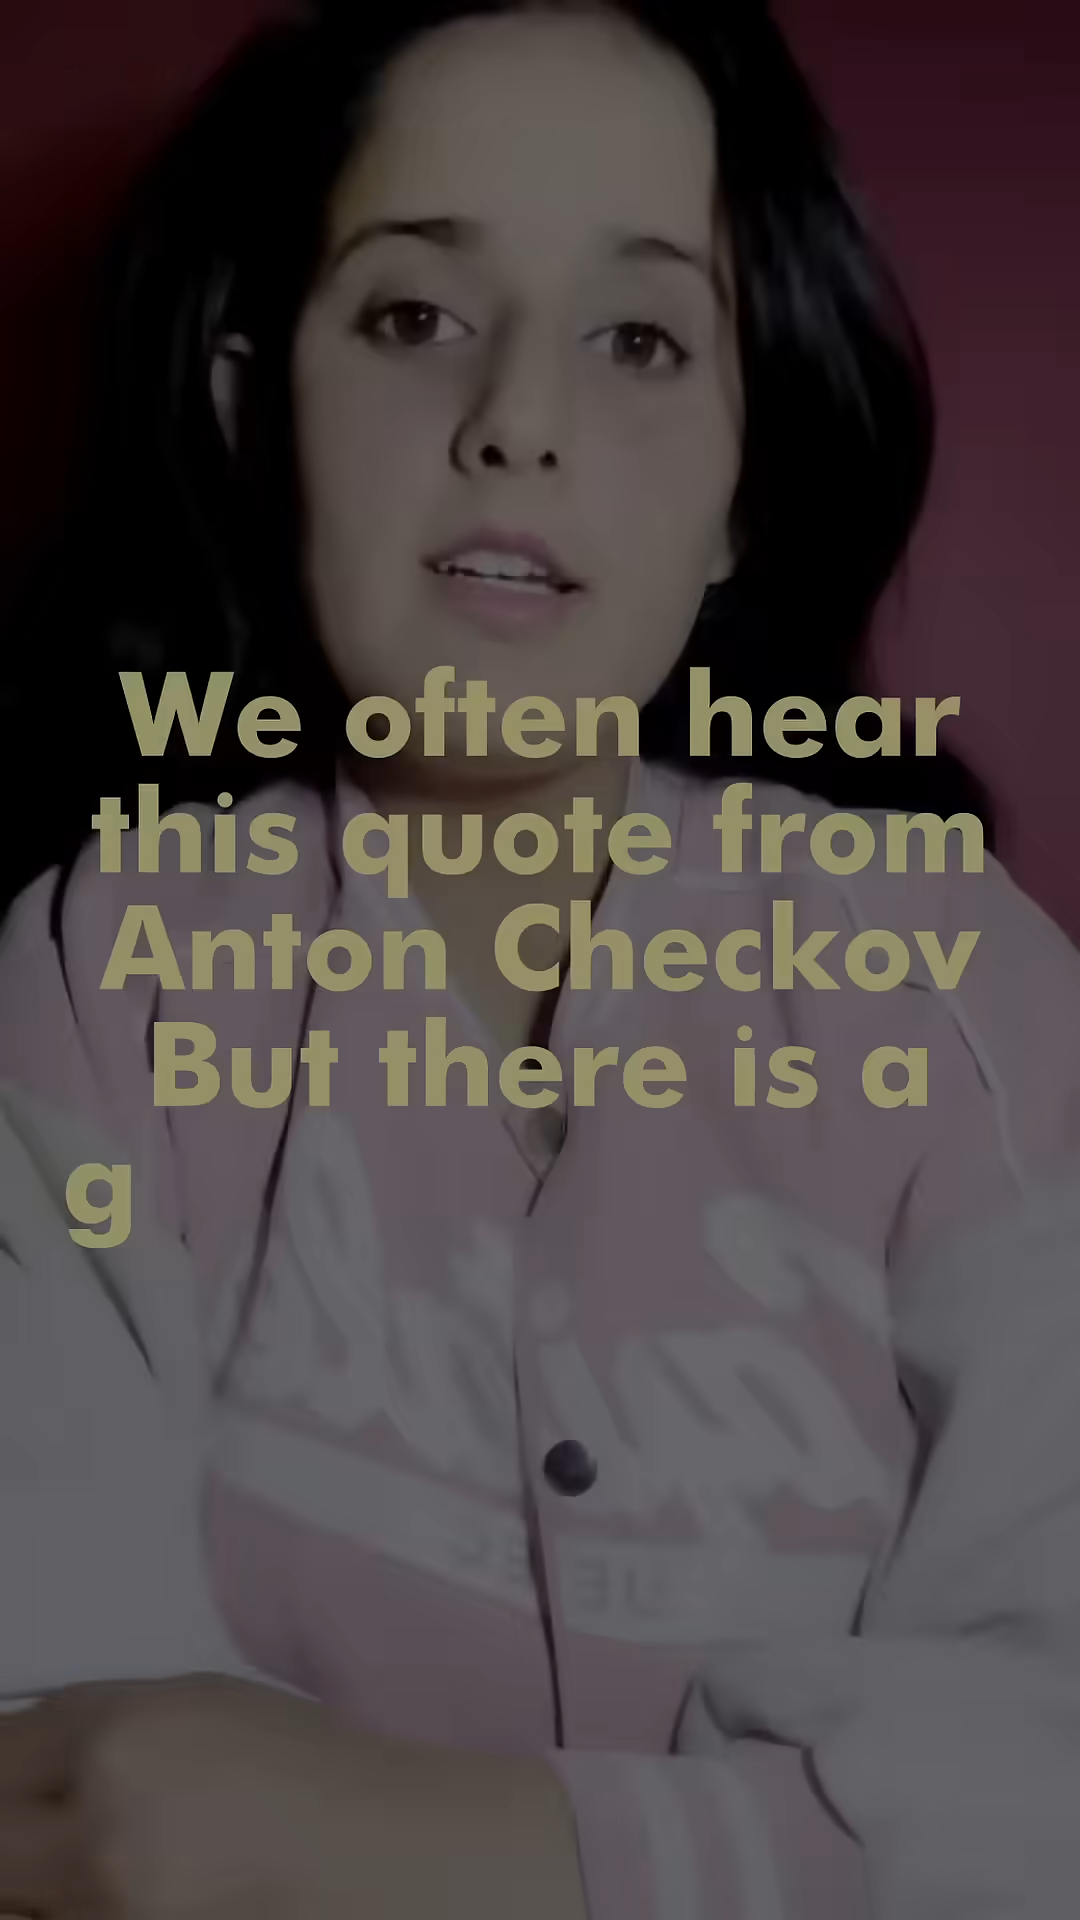 We often hear
this quote from
Anton Checkov
But there is a
g